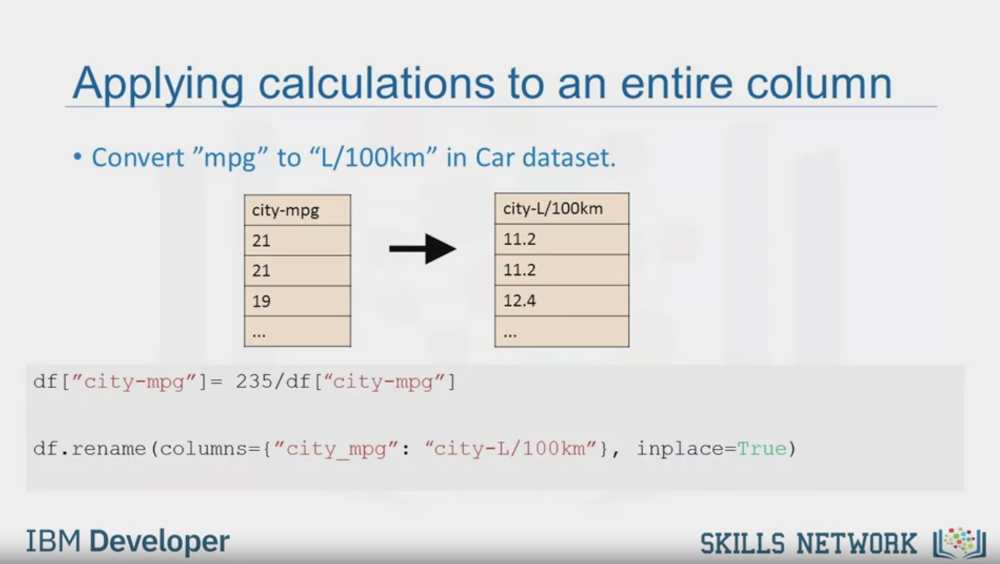 Applying calculations to an entire column
• Convert ”mpg” to “L/100km” in Car dataset.
city-mpg
21
21
19
...
city-L/100km
11.2
11.2
12.4
...
df[”city-mpg”]= 235/df[“city-mpg”]
df.rename(columns={”city_mpg”: “city-L/100km”}, inplace=True)
IBM Developer
SKILLS NETWORK